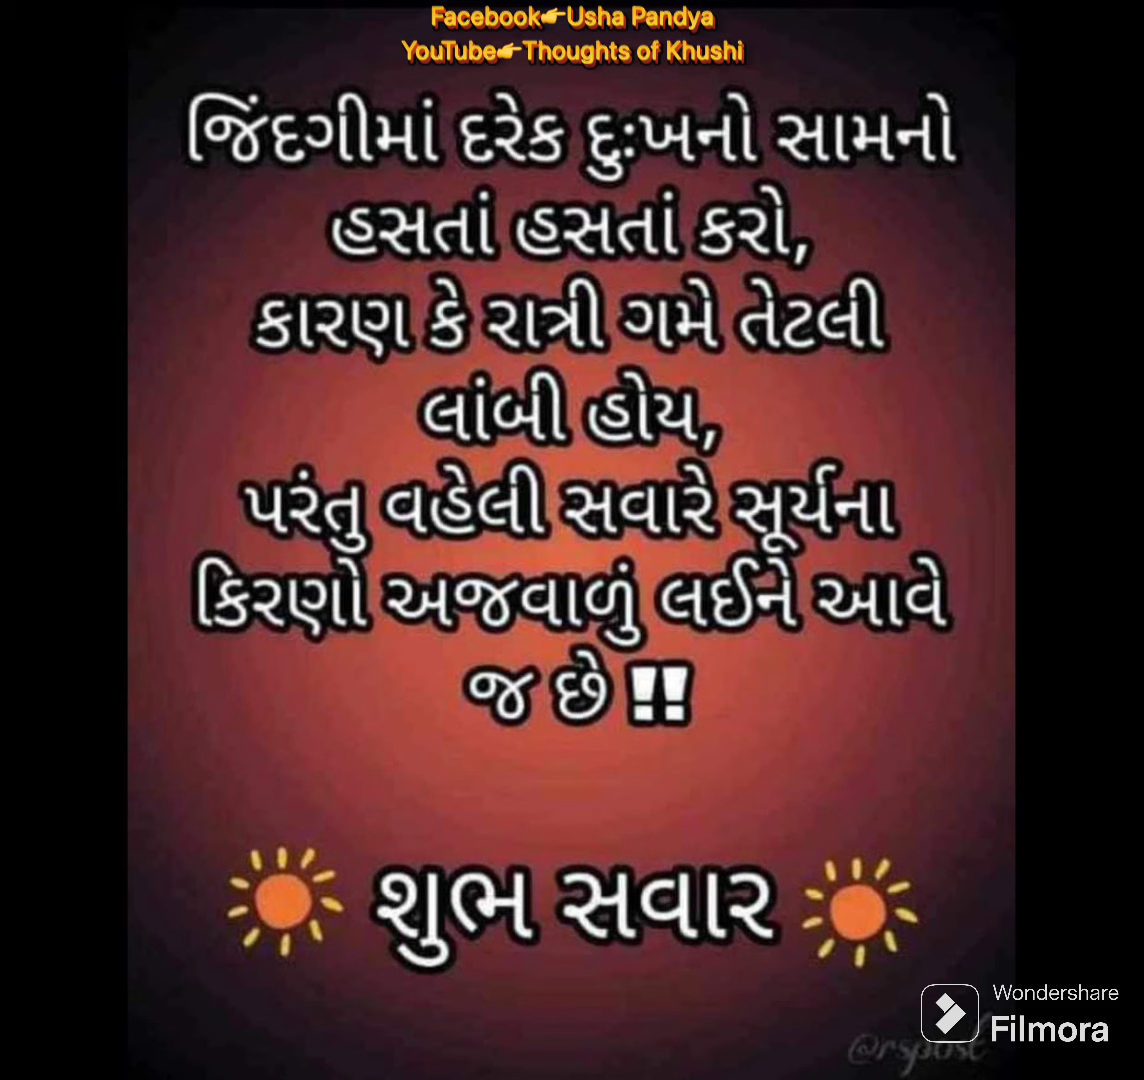 Facebook👉Usha Pandya
YouTube👉Thoughts of Khushi
જિંદગીમાં દરેક દુઃખનો સામનો
હસતાં હસતાં કરો,
કારણ કે રાત્રી ગમે તેટલી
લાંબી હોય,
પરંતુ વહેલી સવારે સૂર્યના
કિરણો અજવાળું લઈને આવે
જ છે !!
શુભ સવાર
Wondershare
Filmora
@rspost